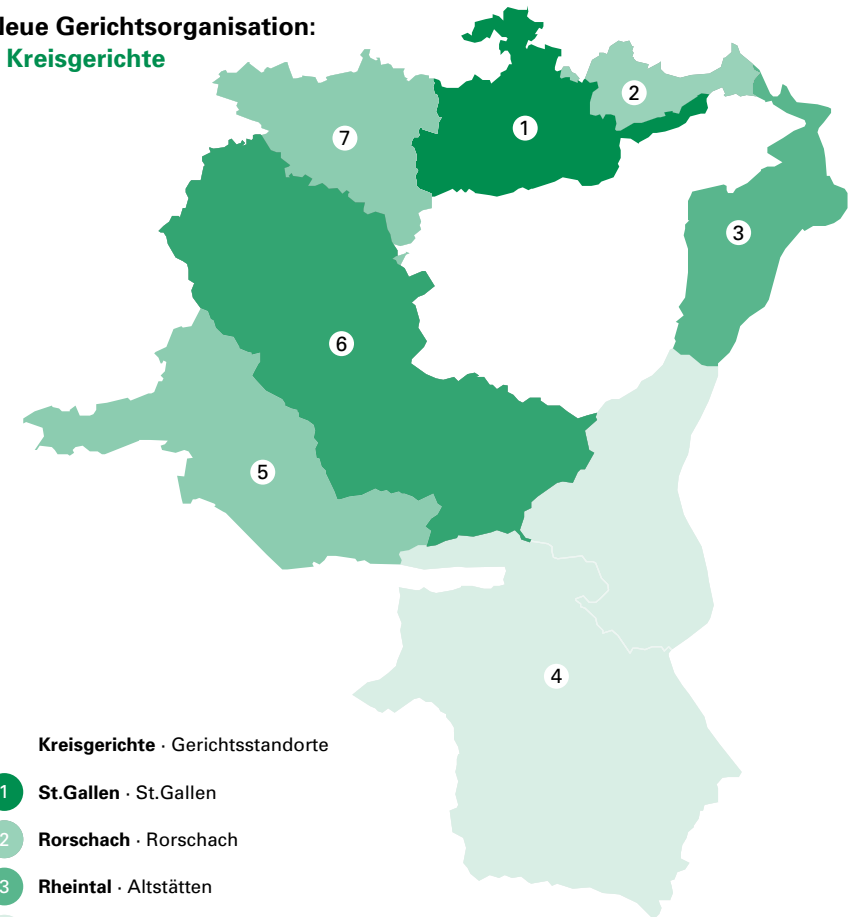 Neue Gerichtsorganisation:
Kreisgerichte
1
2
7
3
6
5
4
Kreisgerichte · Gerichtsstandorte
1 St.Gallen · St.Gallen
2 Rorschach · Rorschach
3 Rheintal · Altstätten